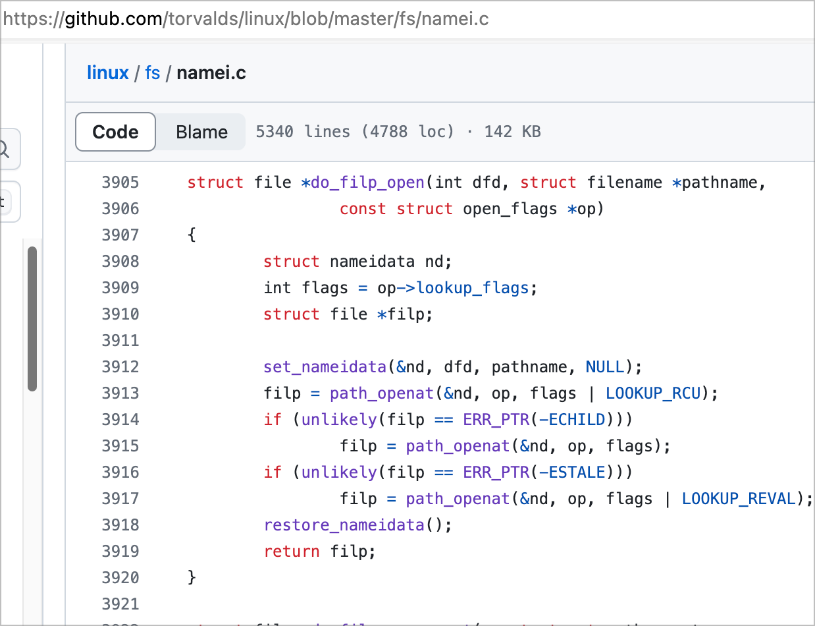 https://github.com/torvalds/linux/blob/master/fs/namei.c
linux / fs / namei.c
Code Blame 5340 lines (4788 loc) · 142 KB
t
3905 struct file *do_filp_open(int dfd, struct filename *pathname,
3906 const struct open_flags *op)
3907 {
3908 struct nameidata nd;
3909 int flags = op->lookup_flags;
3910 struct file *filp;
3911
3912 set_nameidata(&nd, dfd, pathname, NULL);
3913 filp = path_openat(&nd, op, flags | LOOKUP_RCU);
3914 if (unlikely(filp == ERR_PTR(-ECHILD)))
3915 filp = path_openat(&nd, op, flags);
3916 if (unlikely(filp == ERR_PTR(-ESTALE)))
3917 filp = path_openat(&nd, op, flags | LOOKUP_REVAL);
3918 restore_nameidata();
3919 return filp;
3920 }
3921